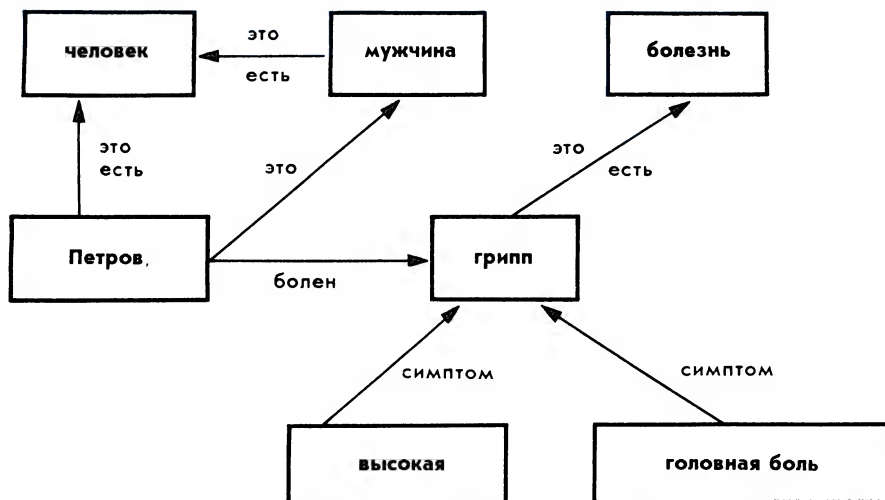 человек
это
есть
мужчина
болезнь
это
есть
это
это
есть
Петров.
болен
грипп
симптом
симптом
высокая
головная боль